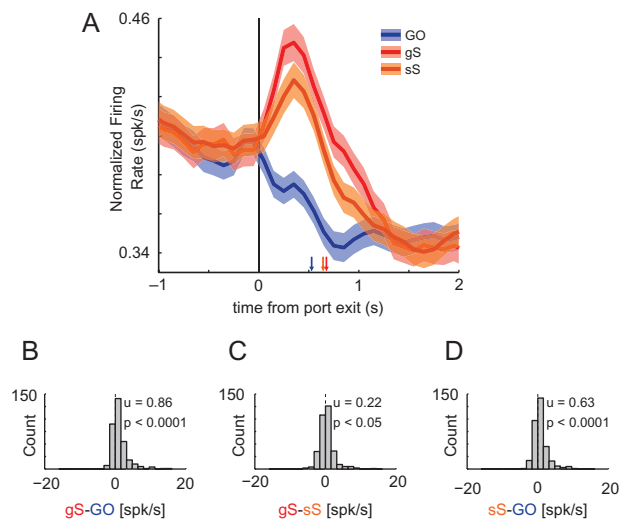 A
0.46
GO
gS
sS
Normalized Firing
Rate (spk/s)
0.34
−1 0 1 2
time from port exit (s)
B
150
u = 0.86
p < 0.0001
Count
−20 0 20
gS-GO [spk/s]
C
150
u = 0.22
p < 0.05
Count
−20 0 20
gS-sS [spk/s]
D
150
u = 0.63
p < 0.0001
Count
−20 0 20
sS-GO [spk/s]